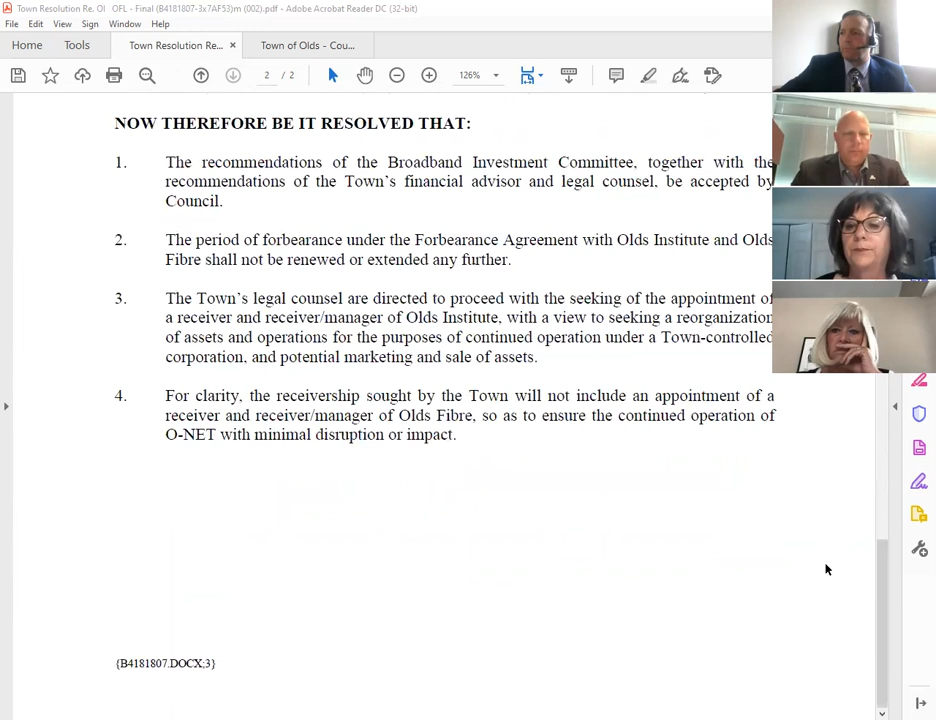 Town Resolution Re. OI OFL - Final (B4181807-3x7AF53)m (002).pdf - Adobe Acrobat Reader DC (32-bit)
File Edit View Sign Window Help
Home Tools Town Resolution Re... × Town of Olds - Cou...
2 / 2 126%
NOW THEREFORE BE IT RESOLVED THAT:
1. The recommendations of the Broadband Investment Committee, together with the
recommendations of the Town's financial advisor and legal counsel, be accepted by
Council.
2. The period of forbearance under the Forbearance Agreement with Olds Institute and Olds
Fibre shall not be renewed or extended any further.
3. The Town's legal counsel are directed to proceed with the seeking of the appointment of
a receiver and receiver/manager of Olds Institute, with a view to seeking a reorganization
of assets and operations for the purposes of continued operation under a Town-controlled
corporation, and potential marketing and sale of assets.
4. For clarity, the receivership sought by the Town will not include an appointment of a
receiver and receiver/manager of Olds Fibre, so as to ensure the continued operation of
O-NET with minimal disruption or impact.
{B4181807.DOCX;3}